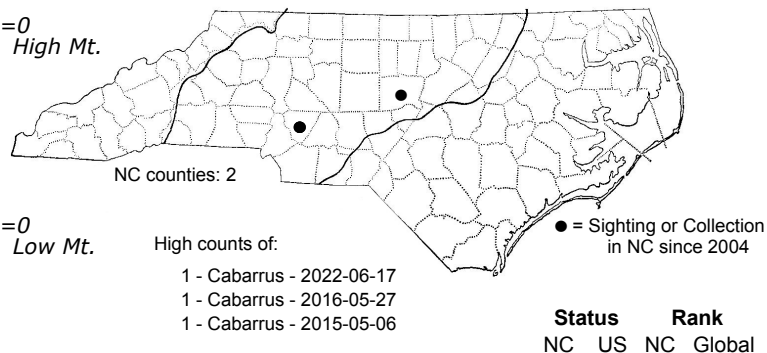 =0
High Mt.
NC counties: 2
=0
Low Mt.
High counts of:
1 - Cabarrus - 2022-06-17
1 - Cabarrus - 2016-05-27
1 - Cabarrus - 2015-05-06
● = Sighting or Collection
in NC since 2004
Status Rank
NC US NC Global